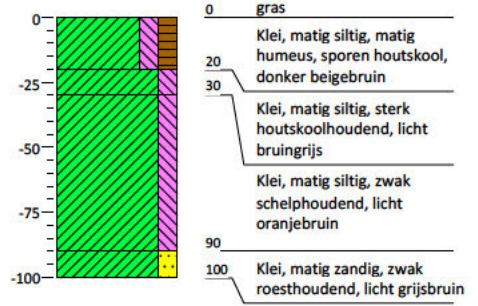 0
-25
-50
-75
-100
0 gras
Klei, matig siltig, matig
humeus, sporen houtskool,
donker beigebruin
20
30
Klei, matig siltig, sterk
houtskoolhoudend, licht
bruingrijs
Klei, matig siltig, zwak
schelphoudend, licht
oranjebruin
90
100
Klei, matig zandig, zwak
roesthoudend, licht grijsbruin